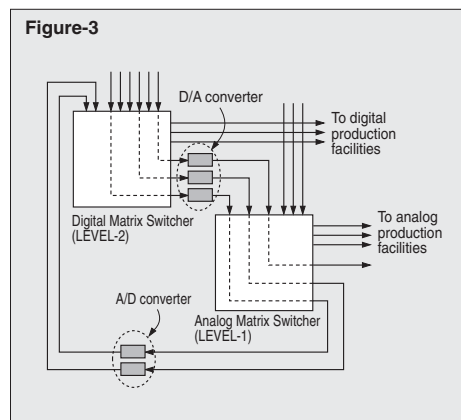 Figure-3
D/A converter
To digital
production
facilities
Digital Matrix Switcher
(LEVEL-2)
To analog
production
facilities
A/D converter
Analog Matrix Switcher
(LEVEL-1)